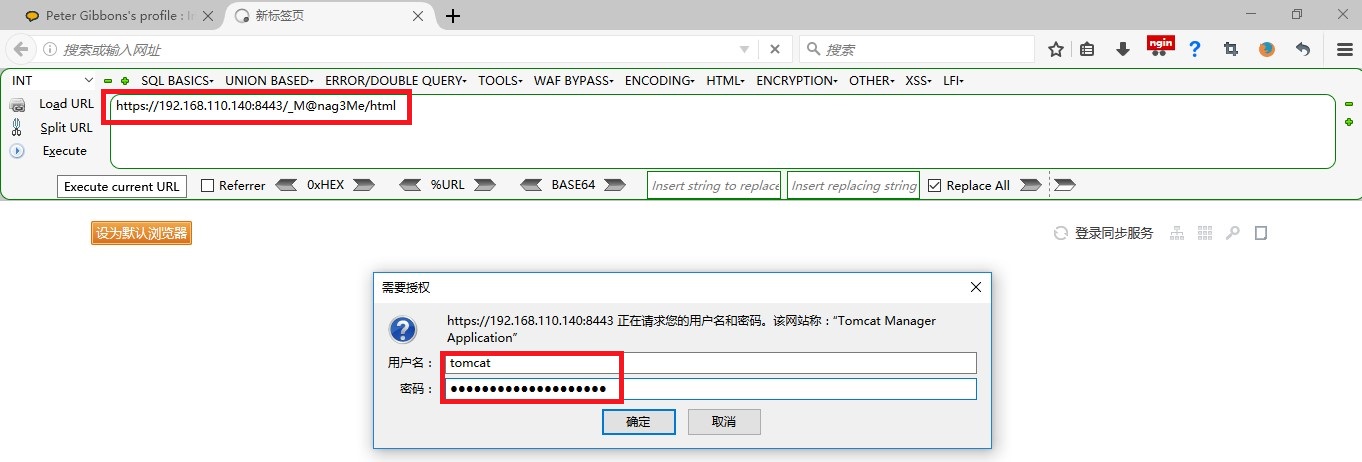 Peter Gibbons's profile : In
新标签页
搜索或输入网址
搜索
ngin
INT
SQL BASICS
UNION BASED
ERROR/DOUBLE QUERY
TOOLS
WAF BYPASS
ENCODING
HTML
ENCRYPTION
OTHER
XSS
LFI
Load URL
https://192.168.110.140:8443/_M@nag3Me/html
Split URL
Execute
Execute current URL
Referrer
0xHEX
%URL
BASE64
Insert string to replace
Insert replacing string
Replace All
设为默认浏览器
登录同步服务
需要授权
https://192.168.110.140:8443 正在请求您的用户名和密码。该网站称：“Tomcat Manager
Application”
用户名：
tomcat
密码：
●●●●●●●●●●●●●●●●●●●●
确定
取消